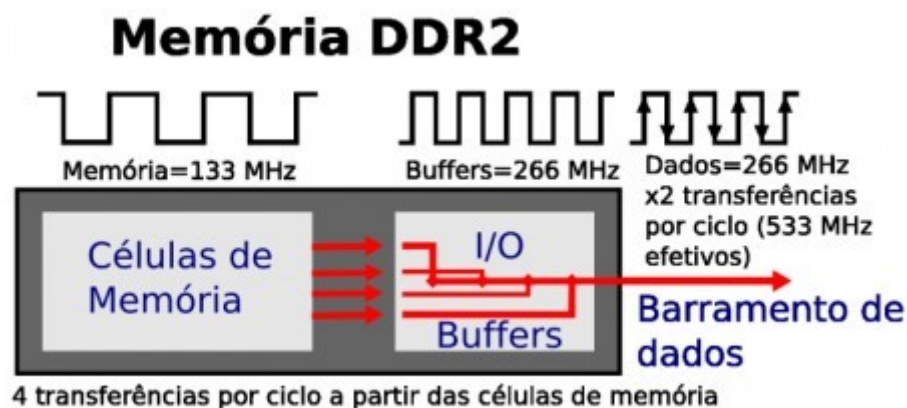 Memória DDR2
Memória=133 MHz
Buffers=266 MHz
Dados=266 MHz
x2 transferências
por ciclo (533 MHz
efetivos)
Células de
Memória
I/O
Buffers
Barramento de
dados
4 transferências por ciclo a partir das células de memória